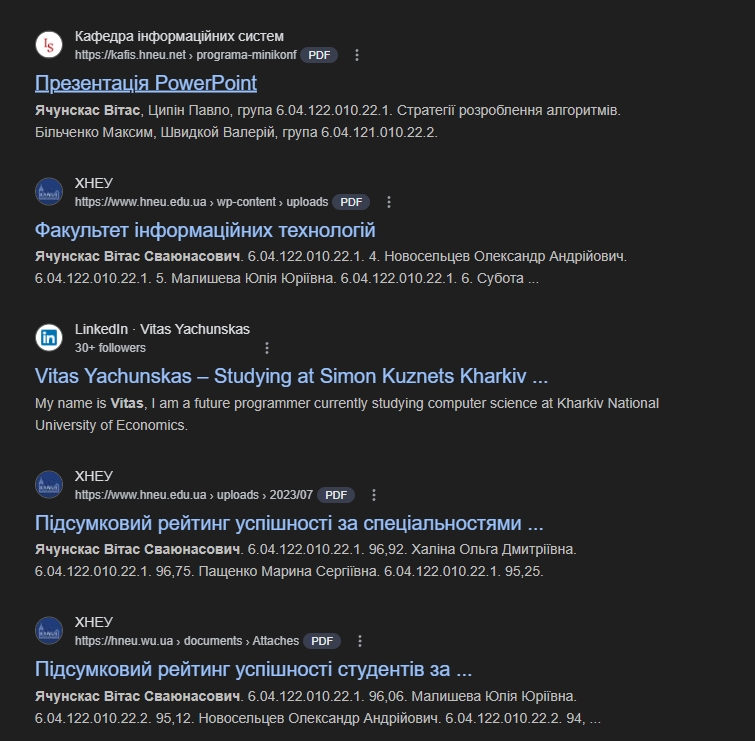 Кафедра інформаційних систем
https://kafis.hneu.net › programa-minikonf PDF
Презентація PowerPoint
Ячунскас Вітас, Ципін Павло, група 6.04.122.010.22.1. Стратегії розроблення алгоритмів.
Більченко Максим, Швидкой Валерій, група 6.04.121.010.22.2.
ХНЕУ
https://www.hneu.edu.ua › wp-content › uploads PDF
Факультет інформаційних технологій
Ячунскас Вітас Сваюнасович. 6.04.122.010.22.1. 4. Новосельцев Олександр Андрійович.
6.04.122.010.22.1. 5. Малишева Юлія Юріївна. 6.04.122.010.22.1. 6. Субота ...
LinkedIn · Vitas Yachunskas
30+ followers
Vitas Yachunskas – Studying at Simon Kuznets Kharkiv ...
My name is Vitas, I am a future programmer currently studying computer science at Kharkiv National
University of Economics.
ХНЕУ
https://www.hneu.edu.ua › uploads › 2023/07 PDF
Підсумковий рейтинг успішності за спеціальностями ...
Ячунскас Вітас Сваюнасович. 6.04.122.010.22.1. 96,92. Халіна Ольга Дмитріївна.
6.04.122.010.22.1. 96,75. Пащенко Марина Сергіївна. 6.04.122.010.22.1. 95,25.
ХНЕУ
https://hneu.wu.ua › documents › Attaches PDF
Підсумковий рейтинг успішності студентів за ...
Ячунскас Вітас Сваюнасович. 6.04.122.010.22.1. 96,06. Малишева Юлія Юріївна.
6.04.122.010.22.2. 95,12. Новосельцев Олександр Андрійович. 6.04.122.010.22.2. 94, ...